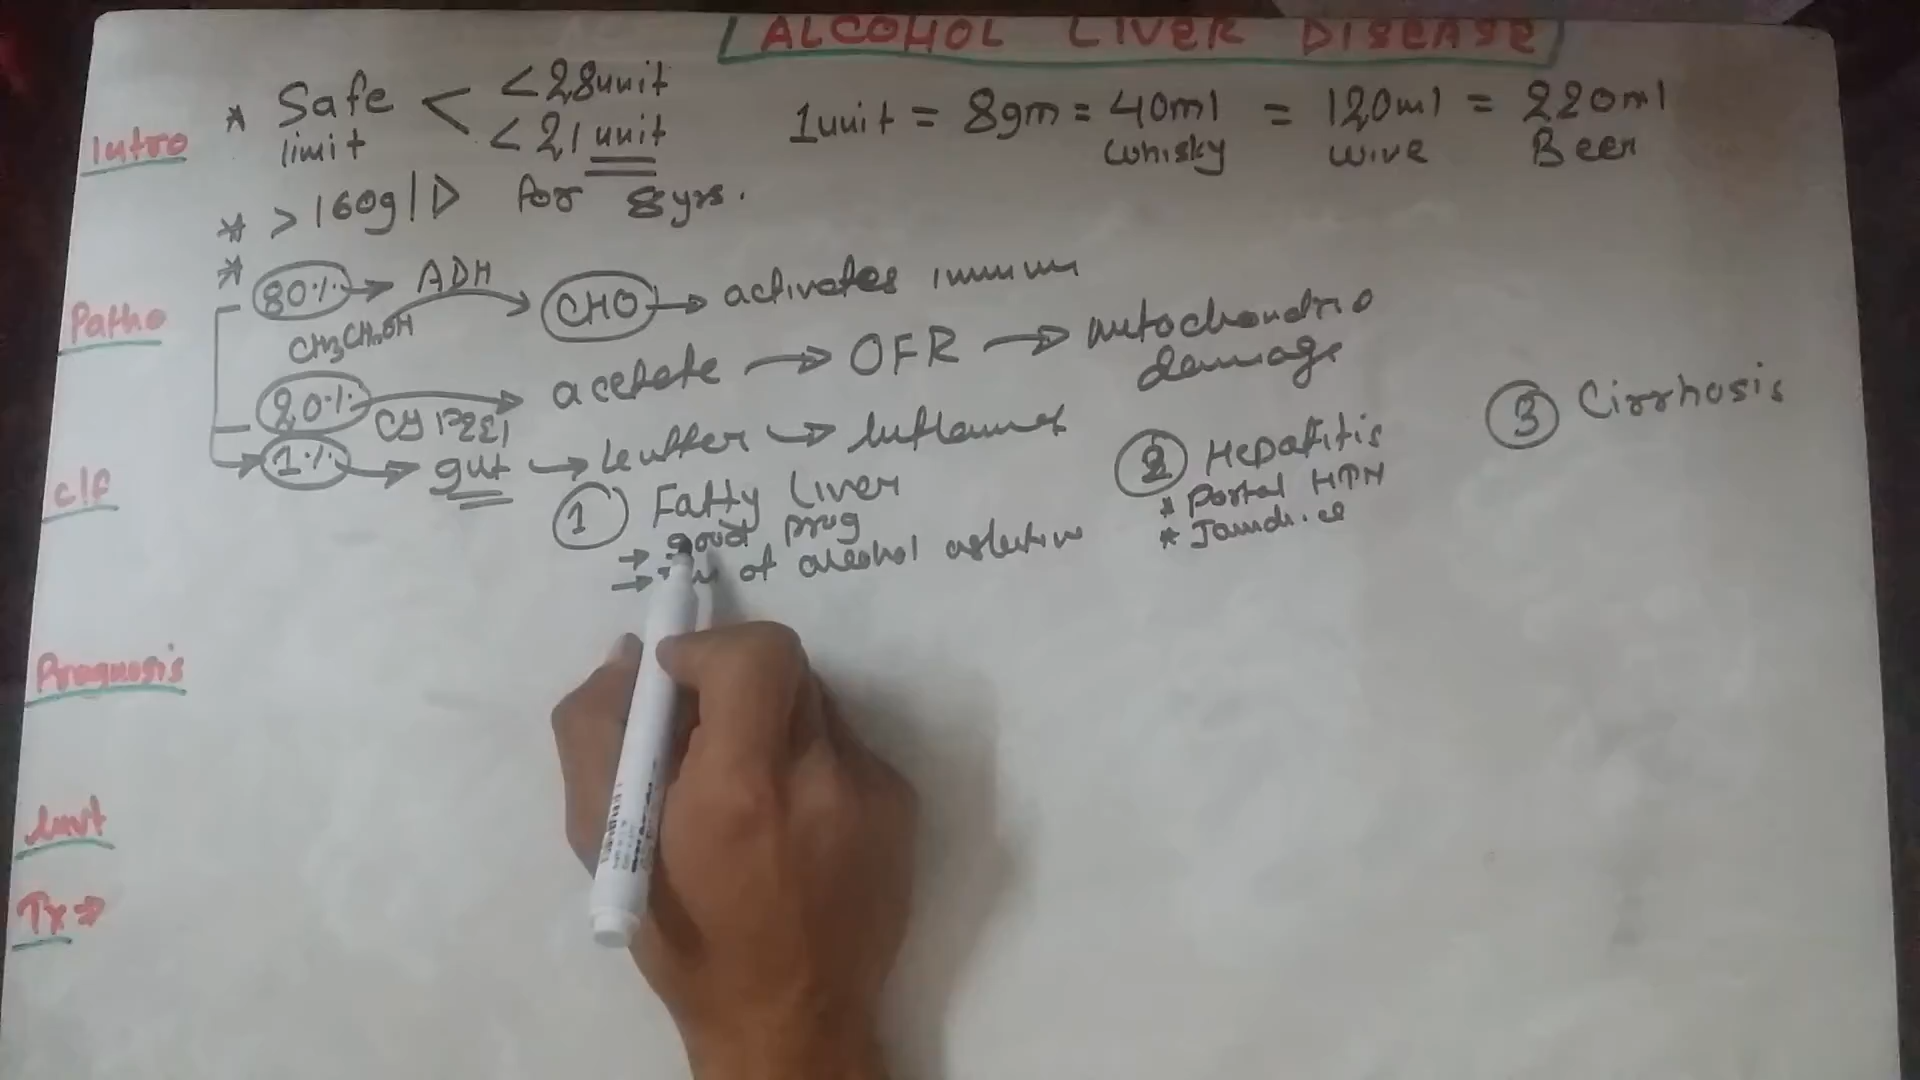 ALCOHOL LIVER DISEASE
Intro
* Safe limit < <28unit
<21 unit
1unit = 8gm = 40ml whisky = 120ml wine = 220ml Beer
* >160g/D for 8yrs.
*
Patho
80% → ADH CHO → activates immun
CH3CH2OH
20% CYP2E1 → acetate → OFR → mitochondria damage
1% → gut → kuffer → Inflames
c/f
① Fatty Liver
→ good prog
→ of alcohol
② Hepatitis
* Portal HTN
* Jaundice
③ Cirrhosis
Prognosis
Invt
Tx ⇒